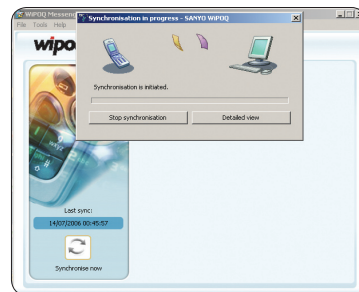 WiPOQ Messeng
Synchronisation in progress - SANYO WiPOQ
File Tools Help
wipo
Synchronisation is initiated.
Stop synchronisation
Detailed view
Last sync:
14/07/2006 00:45:57
Synchronise now